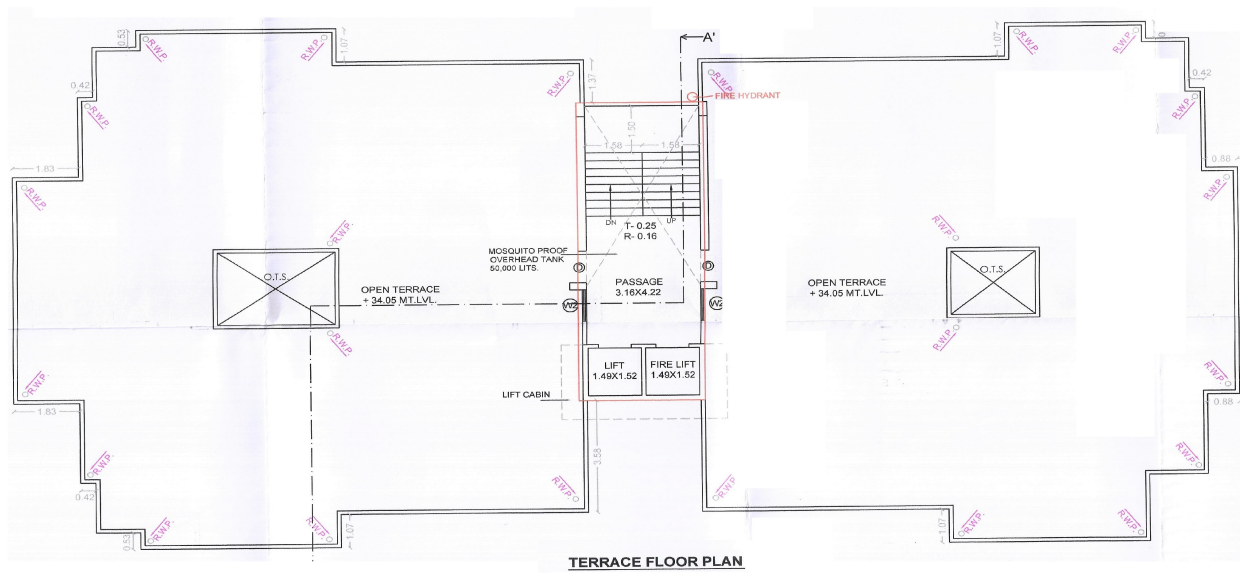 A'
0.53
R.W.P.
R.W.P.
1.07
1.07
R.W.P.
R.W.P.
0.42
R.W.P.
R.W.P.
1.37
R.W.P.
FIRE HYDRANT
R.W.P.
0.42
R.W.P.
1.50
1.58
1.58
1.83
R.W.P.
0.88
R.W.P.
DN
UP
T- 0.25
R- 0.16
R.W.P.
R.W.P.
MOSQUITO PROOF
OVERHEAD TANK
50,000 LITS.
D
D
O.T.S.
O.T.S.
PASSAGE
3.16X4.22
OPEN TERRACE
+ 34.05 MT.LVL.
OPEN TERRACE
+ 34.05 MT.LVL.
W2
W2
R.W.P.
R.W.P.
LIFT
1.49X1.52
FIRE LIFT
1.49X1.52
LIFT CABIN
R.W.P.
R.W.P.
1.83
0.88
3.58
R.W.P.
R.W.P.
R.W.P.
R.W.P.
0.42
0.53
R.W.P.
R.W.P.
1.07
1.07
R.W.P.
R.W.P.
TERRACE FLOOR PLAN